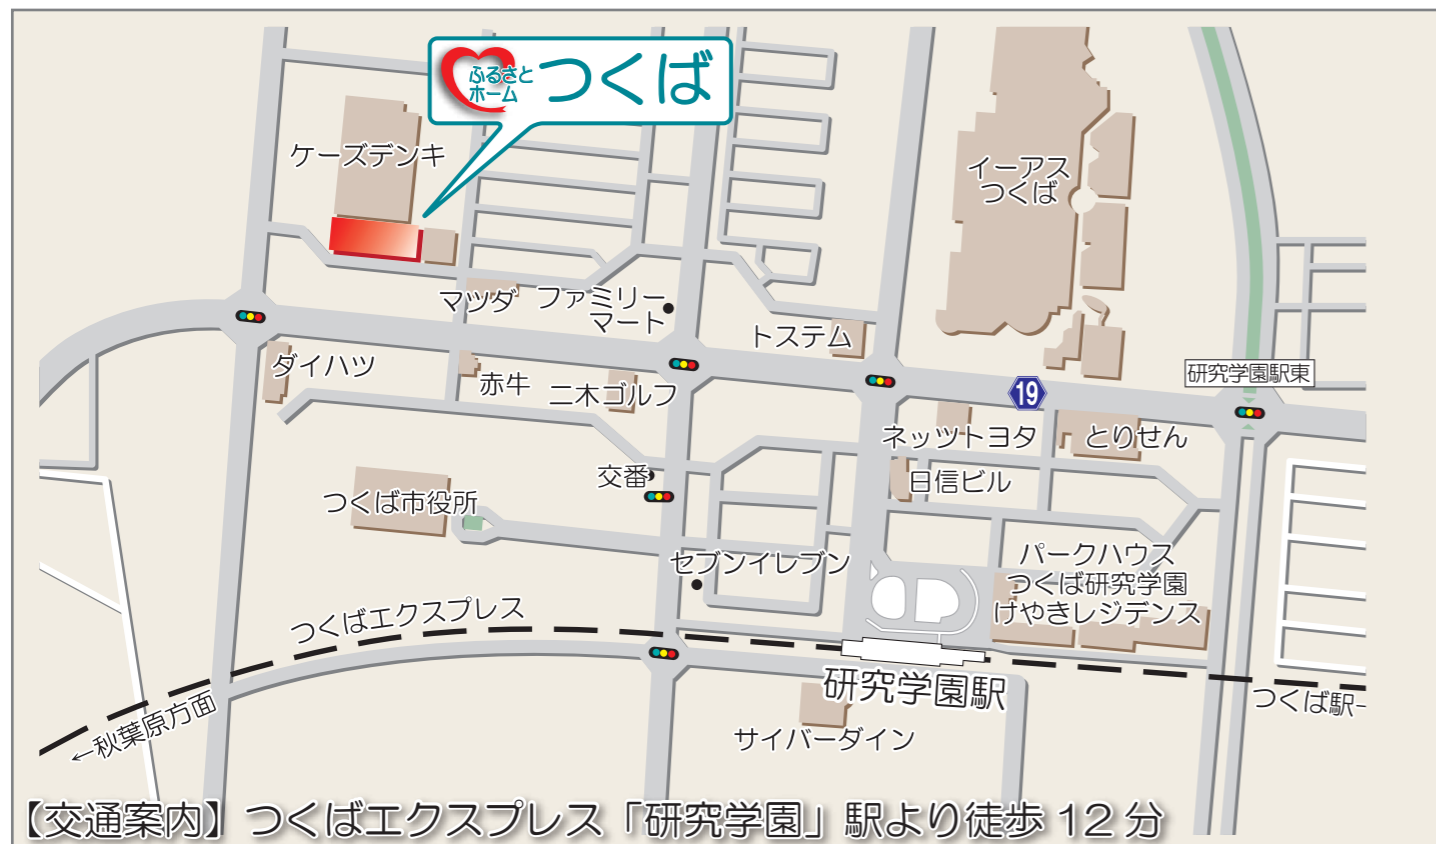 ふるさと
ホーム
つくば
ケーズデンキ
イーアス
つくば
マツダ
ファミリー
マート
トステム
ダイハツ
赤牛
二木ゴルフ
19
研究学園駅東
ネッツトヨタ
とりせん
交番
日信ビル
つくば市役所
セブンイレブン
パークハウス
つくば研究学園
けやきレジデンス
つくばエクスプレス
研究学園駅
つくば駅
←秋葉原方面
サイバーダイン
【交通案内】つくばエクスプレス「研究学園」駅より徒歩 12 分